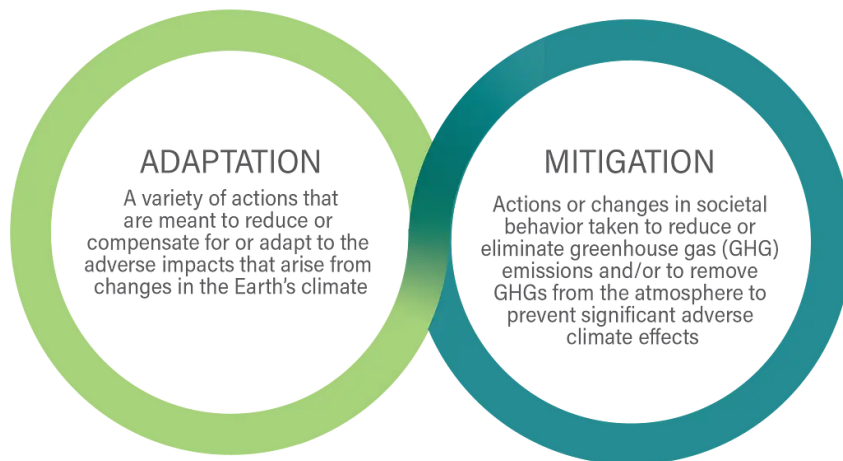 ADAPTATION
A variety of actions that
are meant to reduce or
compensate for or adapt to the
adverse impacts that arise from
changes in the Earth's climate
MITIGATION
Actions or changes in societal
behavior taken to reduce or
eliminate greenhouse gas (GHG)
emissions and/or to remove
GHGs from the atmosphere to
prevent significant adverse
climate effects